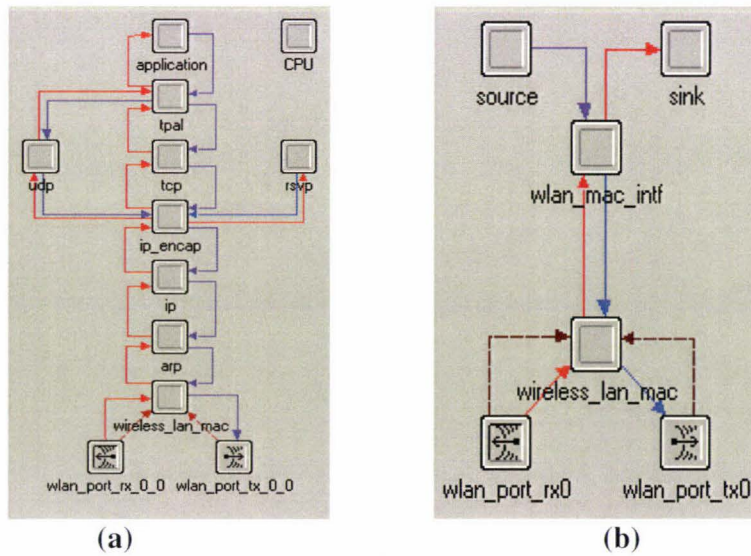 application
CPU
tpal
udp
tcp
rsvp
ip_encap
ip
arp
wireless_lan_mac
wlan_port_rx_0_0
wlan_port_tx_0_0
(a)
source
sink
wlan_mac_intf
wireless_lan_mac
wlan_port_rx0
wlan_port_tx0
(b)